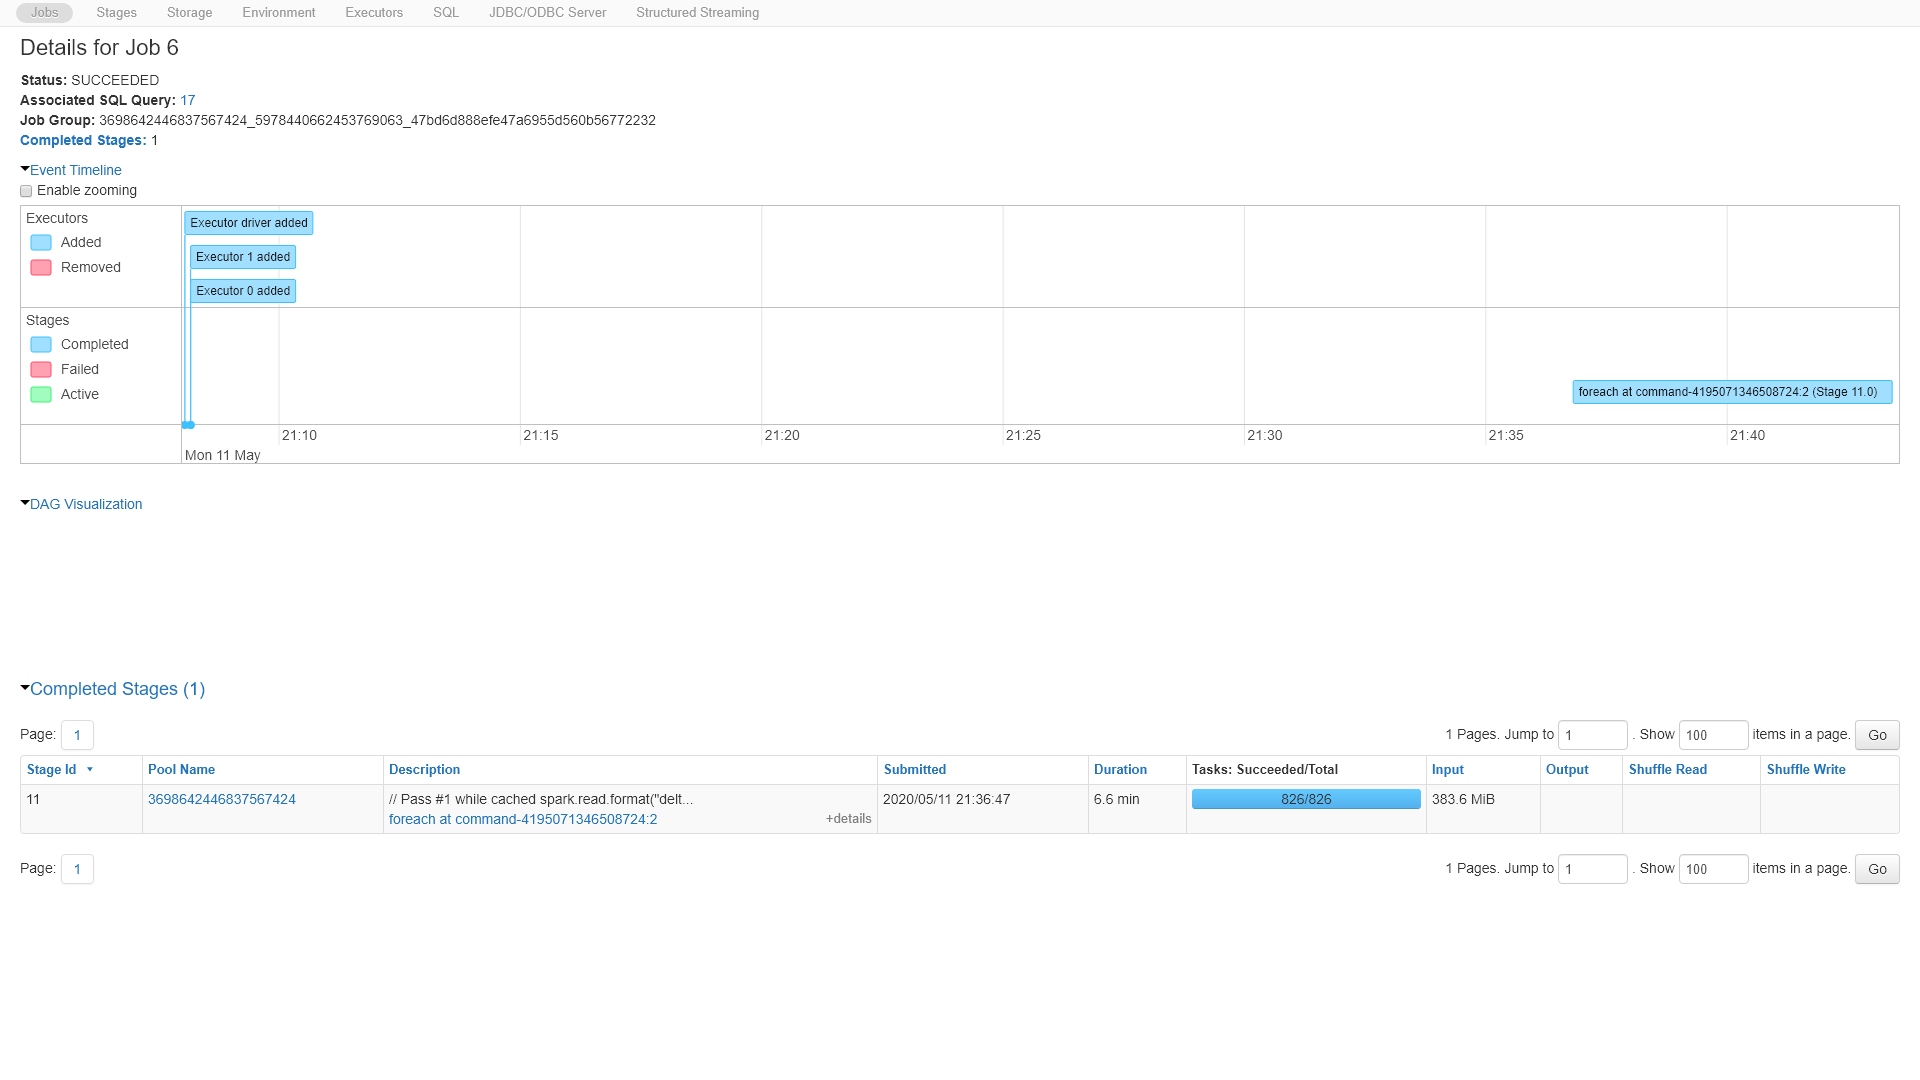 Jobs Stages Storage Environment Executors SQL JDBC/ODBC Server Structured Streaming
Details for Job 6
Status: SUCCEEDED
Associated SQL Query: 17
Job Group: 3698642446837567424_5978440662453769063_47bd6d888efe47a6955d560b56772232
Completed Stages: 1
Event Timeline
Enable zooming
Executors
Added
Removed
Executor driver added
Executor 1 added
Executor 0 added
Stages
Completed
Failed
Active
foreach at command-4195071346508724:2 (Stage 11.0)
21:10 21:15 21:20 21:25 21:30 21:35 21:40
Mon 11 May
DAG Visualization
Completed Stages (1)
Page: 1 1 Pages. Jump to 1 . Show 100 items in a page. Go
Stage Id Pool Name Description Submitted Duration Tasks: Succeeded/Total Input Output Shuffle Read Shuffle Write
11 3698642446837567424 // Pass #1 while cached spark.read.format("delt... 2020/05/11 21:36:47 6.6 min 826/826 383.6 MiB
foreach at command-4195071346508724:2 +details
Page: 1 1 Pages. Jump to 1 . Show 100 items in a page. Go